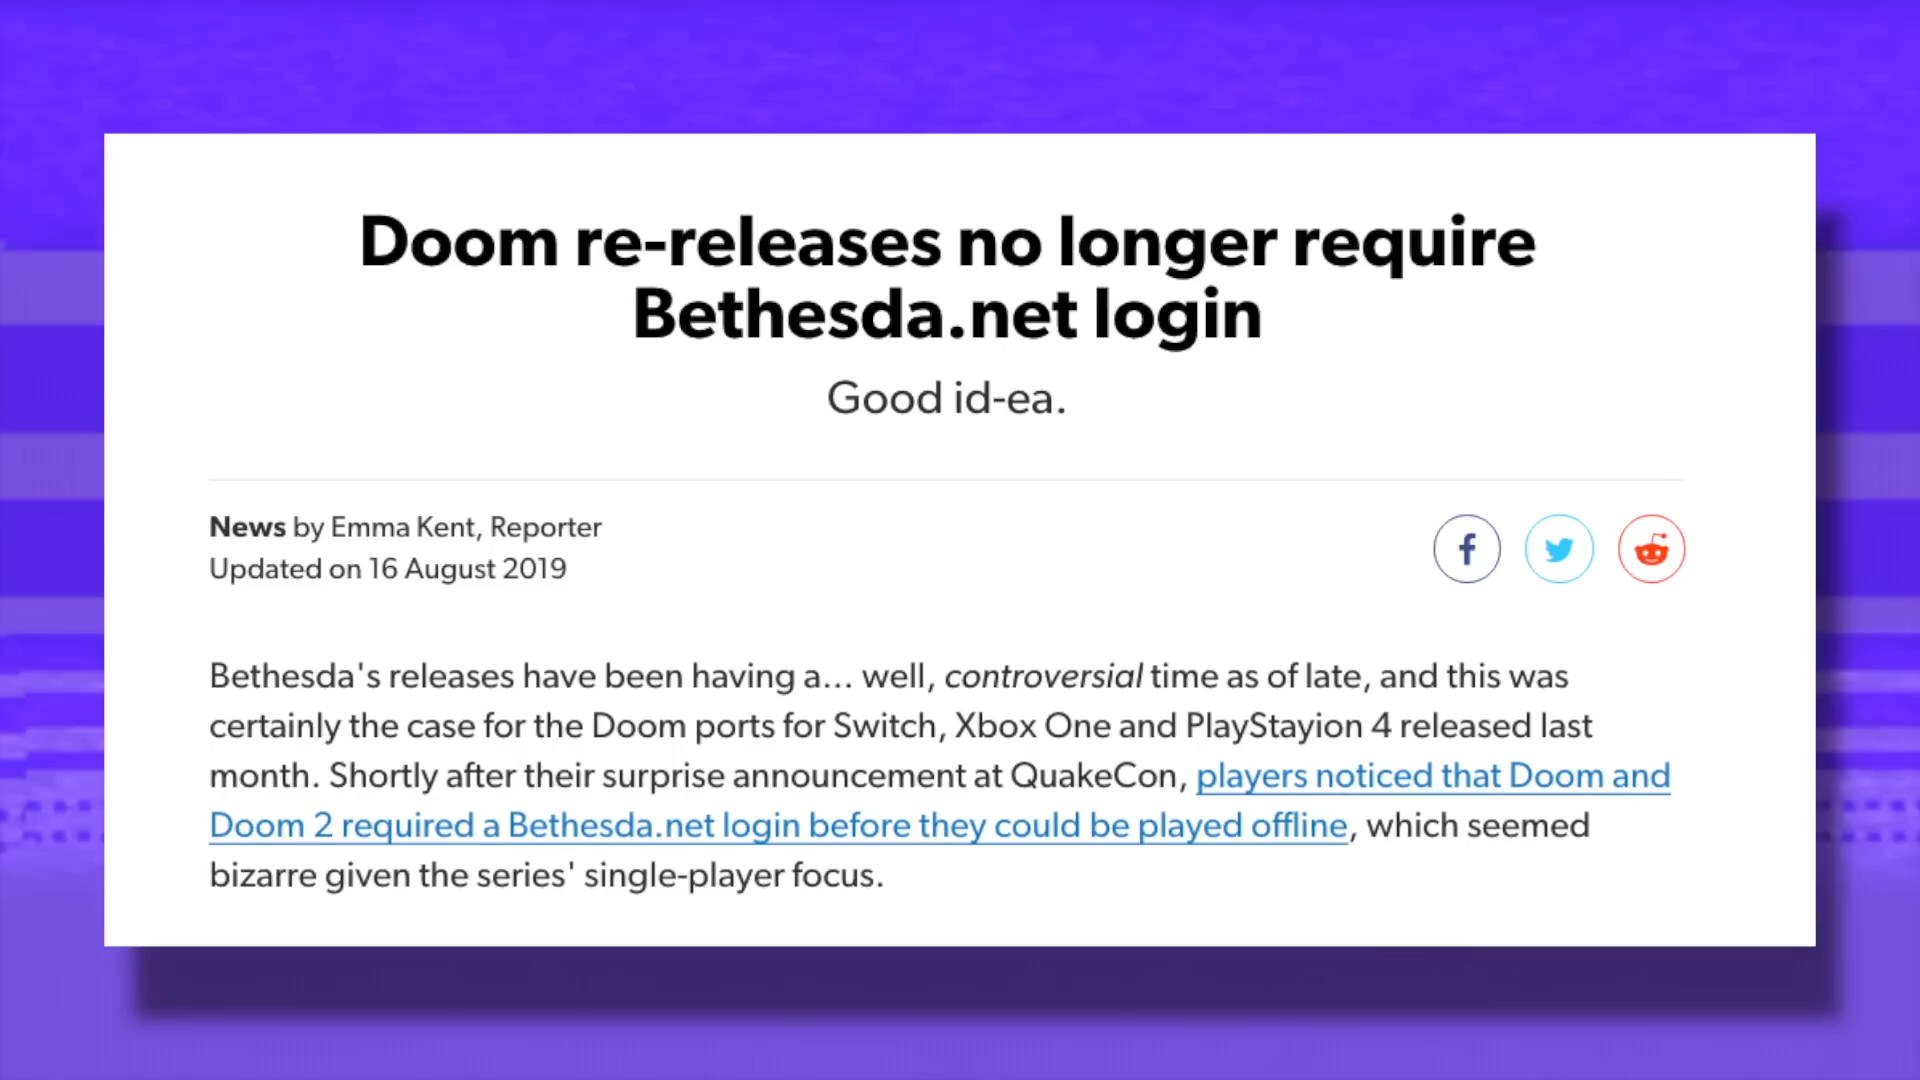 Doom re-releases no longer require
Bethesda.net login
Good id-ea.
News by Emma Kent, Reporter
Updated on 16 August 2019
Bethesda's releases have been having a... well, controversial time as of late, and this was
certainly the case for the Doom ports for Switch, Xbox One and PlayStayion 4 released last
month. Shortly after their surprise announcement at QuakeCon, players noticed that Doom and
Doom 2 required a Bethesda.net login before they could be played offline, which seemed
bizarre given the series' single-player focus.